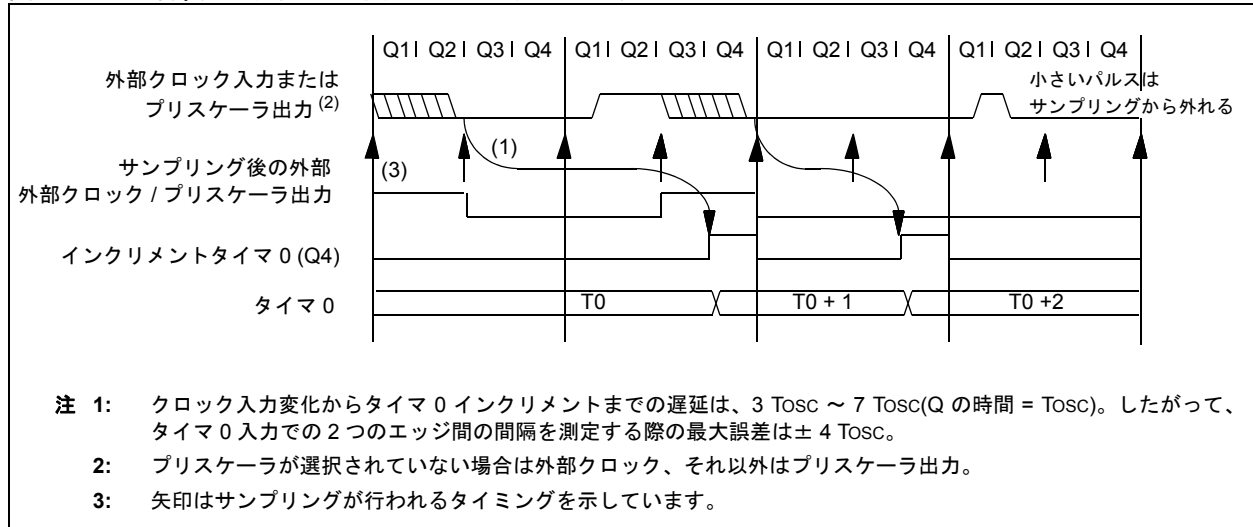 Q1 | Q2 | Q3 | Q4 Q1 | Q2 | Q3 | Q4 Q1 | Q2 | Q3 | Q4 Q1 | Q2 | Q3 | Q4
外部クロック入力または
プリスケーラ出力 (2)
小さいパルスは
サンプリングから外れる
(1)
(3)
サンプリング後の外部
外部クロック / プリスケーラ出力
インクリメントタイマ 0 (Q4)
タイマ 0
T0 T0 + 1 T0 +2
注 1: クロック入力変化からタイマ 0 インクリメントまでの遅延は、3 Tosc ～ 7 Tosc(Q の時間 = Tosc)。したがって、
タイマ 0 入力での 2 つのエッジ間の間隔を測定する際の最大誤差は± 4 Tosc。
2: プリスケーラが選択されていない場合は外部クロック、それ以外はプリスケーラ出力。
3: 矢印はサンプリングが行われるタイミングを示しています。